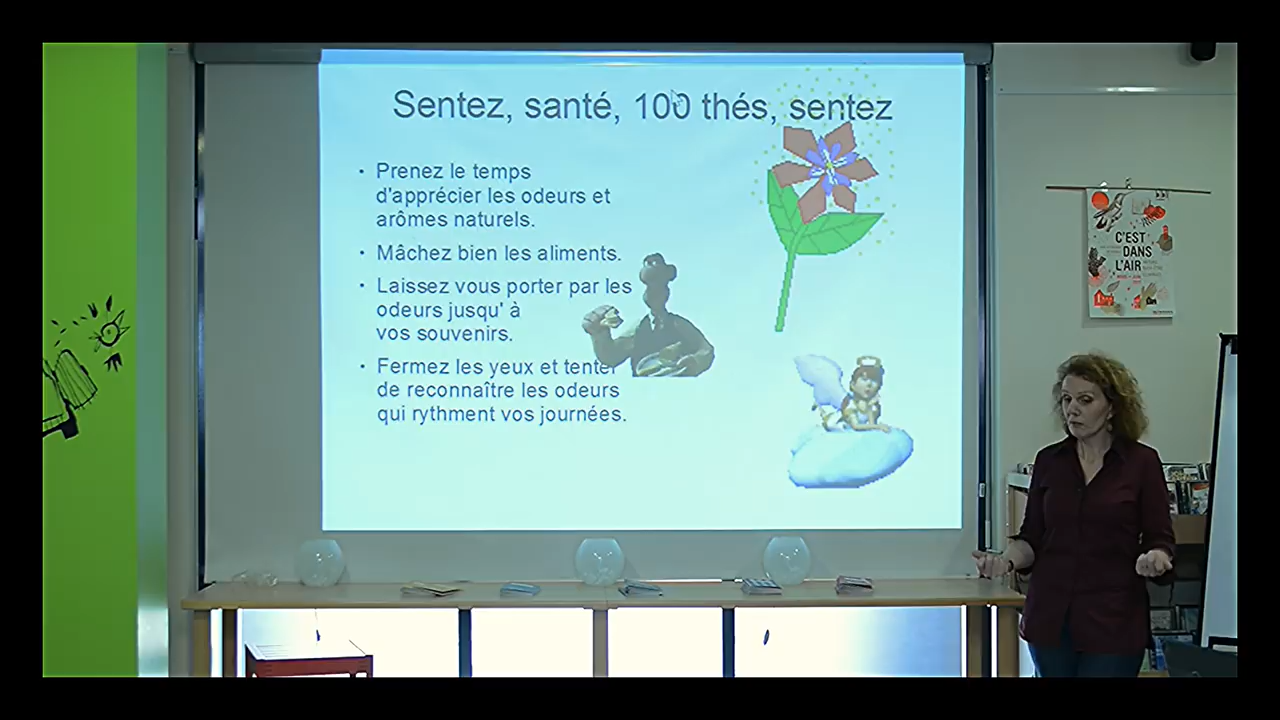 Sentez, santé, 100 thés, sentez
Prenez le temps
d'apprécier les odeurs et
arômes naturels.
Mâchez bien les aliments.
Laissez vous porter par les
odeurs jusqu' à
vos souvenirs.
Fermez les yeux et tenter
de reconnaître les odeurs
qui rythment vos journées.
C'EST
DANS
L'AIR